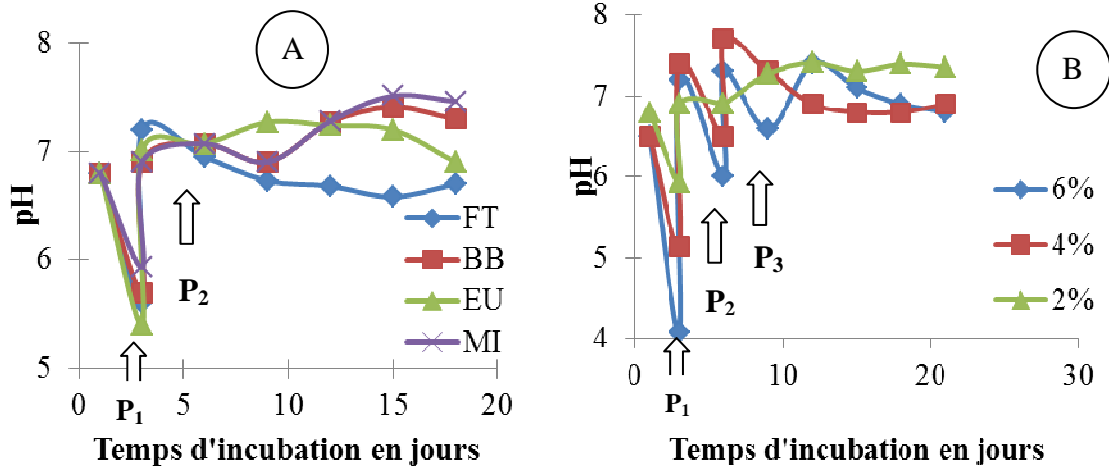 A
8
7
6
5
pH
0
5
10
15
20
P1
P2
FT
BB
EU
MI
Temps d'incubation en jours
B
8
7
6
5
4
pH
0
10
20
30
P1
P2
P3
6%
4%
2%
Temps d'incubation en jours